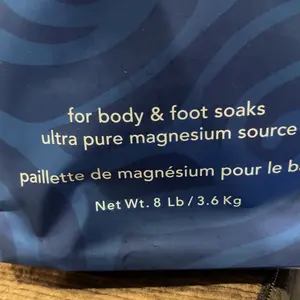 for body & foot soaks
ultra pure magnesium source
paillette de magnésium pour le
Net Wt. 8 Lb / 3.6 Kg